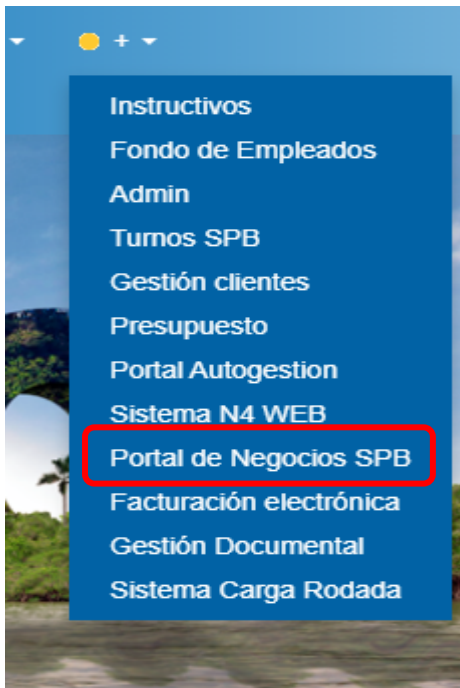 +
Instructivos
Fondo de Empleados
Admin
Turnos SPB
Gestión clientes
Presupuesto
Portal Autogestion
Sistema N4 WEB
Portal de Negocios SPB
Facturación electrónica
Gestión Documental
Sistema Carga Rodada